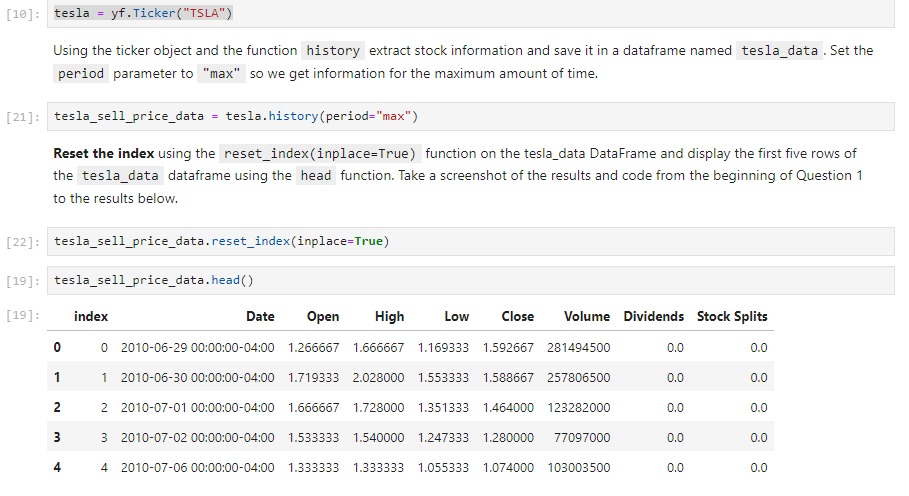 [10]: tesla = yf.Ticker("TSLA")
Using the ticker object and the function history extract stock information and save it in a dataframe named tesla_data . Set the
period parameter to "max" so we get information for the maximum amount of time.
[21]: tesla_sell_price_data = tesla.history(period="max")
Reset the index using the reset_index(inplace=True) function on the tesla_data DataFrame and display the first five rows of
the tesla_data dataframe using the head function. Take a screenshot of the results and code from the beginning of Question 1
to the results below.
[22]: tesla_sell_price_data.reset_index(inplace=True)
[19]: tesla_sell_price_data.head()
[19]: index Date Open High Low Close Volume Dividends Stock Splits
0 0 2010-06-29 00:00:00-04:00 1.266667 1.666667 1.169333 1.592667 281494500 0.0 0.0
1 1 2010-06-30 00:00:00-04:00 1.719333 2.028000 1.553333 1.588667 257806500 0.0 0.0
2 2 2010-07-01 00:00:00-04:00 1.666667 1.728000 1.351333 1.464000 123282000 0.0 0.0
3 3 2010-07-02 00:00:00-04:00 1.533333 1.540000 1.247333 1.280000 77097000 0.0 0.0
4 4 2010-07-06 00:00:00-04:00 1.333333 1.333333 1.055333 1.074000 103003500 0.0 0.0